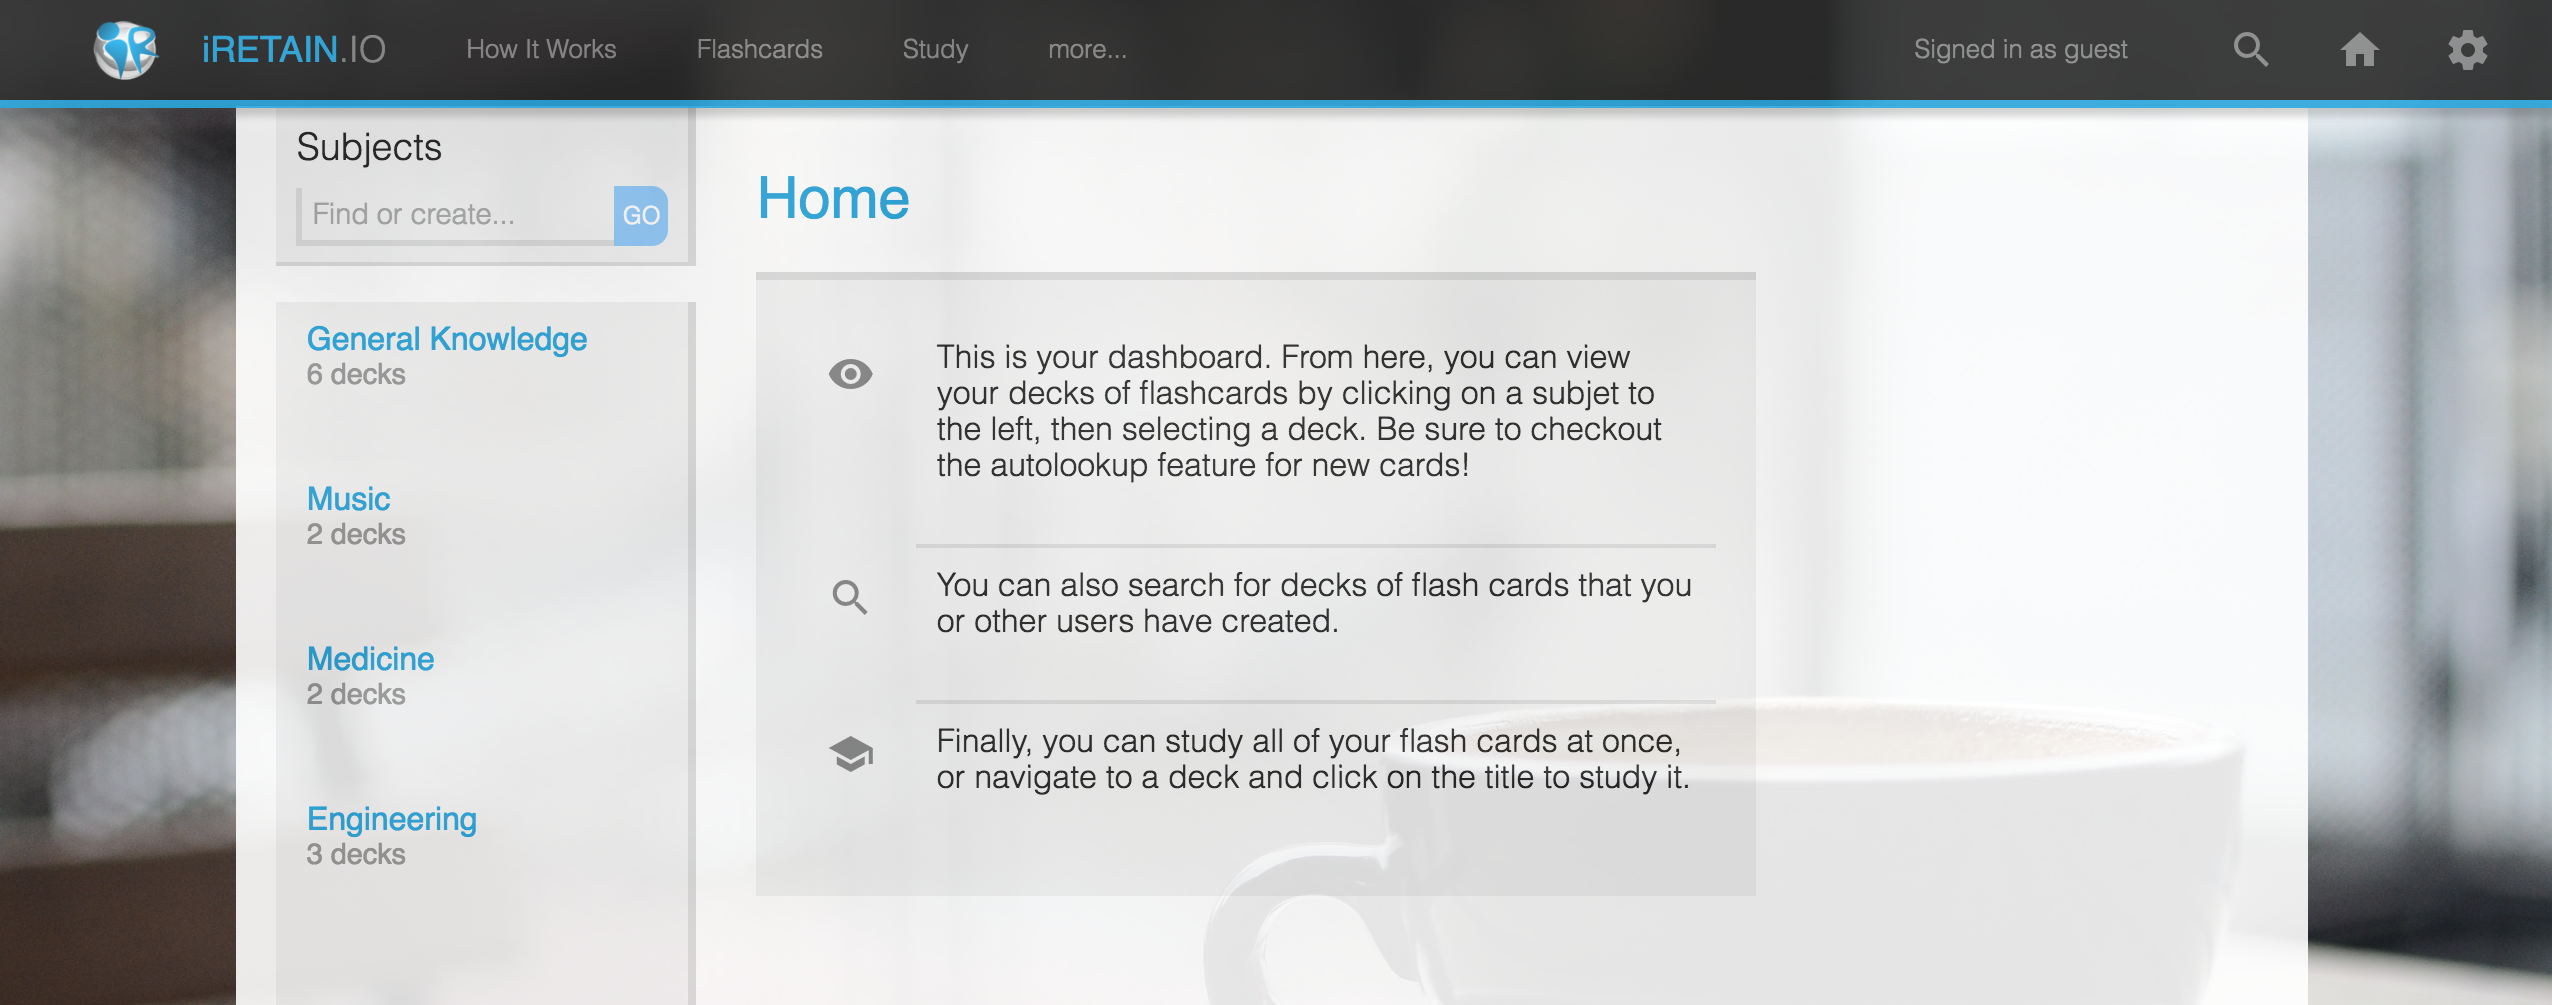 iRETAIN.IO
How It Works
Flashcards
Study
more...
Signed in as guest
Subjects
Find or create...
GO
General Knowledge
6 decks
Music
2 decks
Medicine
2 decks
Engineering
3 decks
Home
This is your dashboard. From here, you can view
your decks of flashcards by clicking on a subjet to
the left, then selecting a deck. Be sure to checkout
the autolookup feature for new cards!
You can also search for decks of flash cards that you
or other users have created.
Finally, you can study all of your flash cards at once,
or navigate to a deck and click on the title to study it.